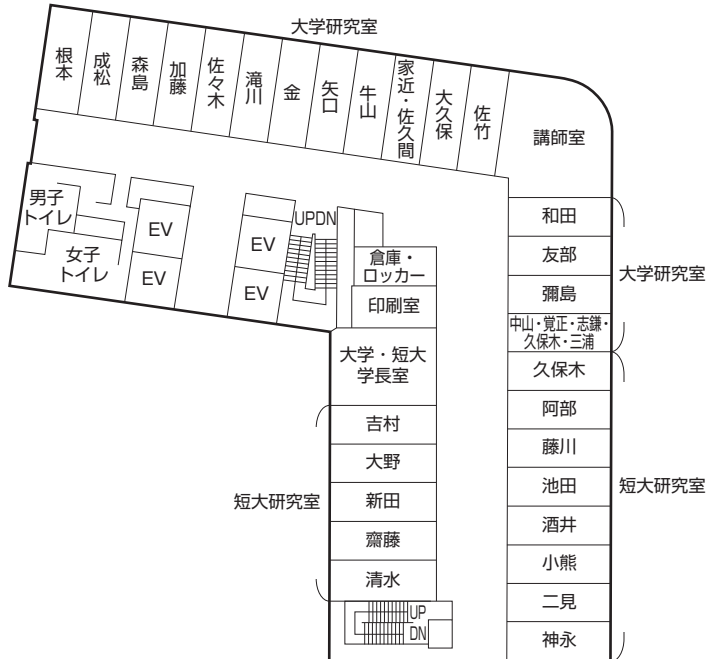 大学研究室
根本
成松
森島
加藤
佐々木
滝川
金
矢口
牛山
家近・佐久間
大久保
佐竹
講師室
男子
トイレ
女子
トイレ
EV
EV
EV
EV
UPDN
倉庫・
ロッカー
印刷室
大学・短大
学長室
吉村
大野
新田
齋藤
清水
短大研究室
UP
DN
和田
友部
彌島
中山・覚正・志鎌・
久保木・三浦
大学研究室
久保木
阿部
藤川
池田
酒井
小熊
二見
神永
短大研究室